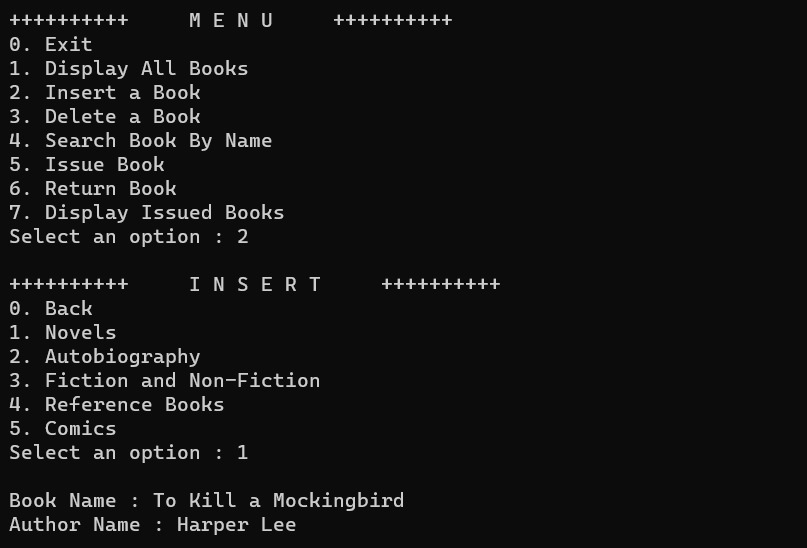 ++++++++++     M E N U     ++++++++++
0. Exit
1. Display All Books
2. Insert a Book
3. Delete a Book
4. Search Book By Name
5. Issue Book
6. Return Book
7. Display Issued Books
Select an option : 2

++++++++++     I N S E R T     ++++++++++
0. Back
1. Novels
2. Autobiography
3. Fiction and Non-Fiction
4. Reference Books
5. Comics
Select an option : 1

Book Name : To Kill a Mockingbird
Author Name : Harper Lee